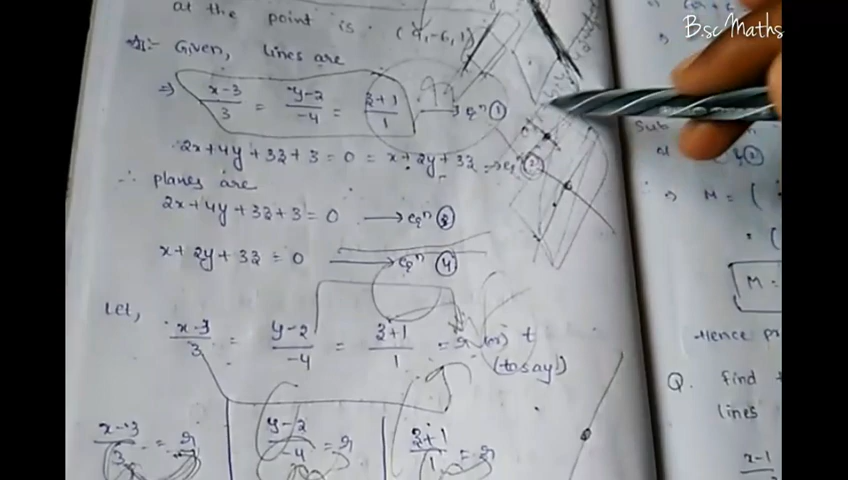 B.sc Maths
at the point is (4,-6,1)
Given, lines are
⇒ x-3/3 = y-2/-4 = z+1/1 → eqⁿ ①
2x+4y+3z+3=0 = x+2y+3z → eqⁿ ②
∴ planes are
2x+4y+3z+3=0 → eqⁿ ③
x+2y+3z=0 → eqⁿ ④
Let,
x-3/3 = y-2/-4 = z+1/1 = r (or) t
(to say)
x-3/3 = r | y-2/-4 = r | z+1/1 = r
sub
at
∴ ⇒ M = (
= (
M =
Hence pr
Q. Find
lines
x-1